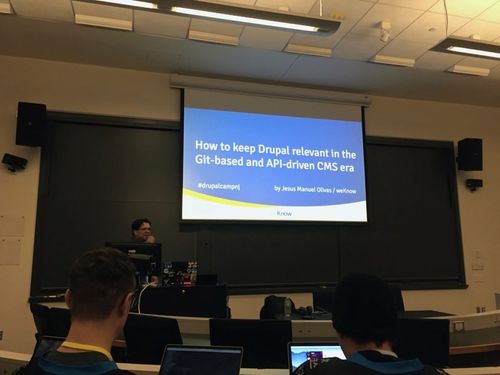 How to keep Drupal relevant in the
Git-based and API-driven CMS era
#drupalcampnj
by Jesus Manuel Olivas / weKnow
know